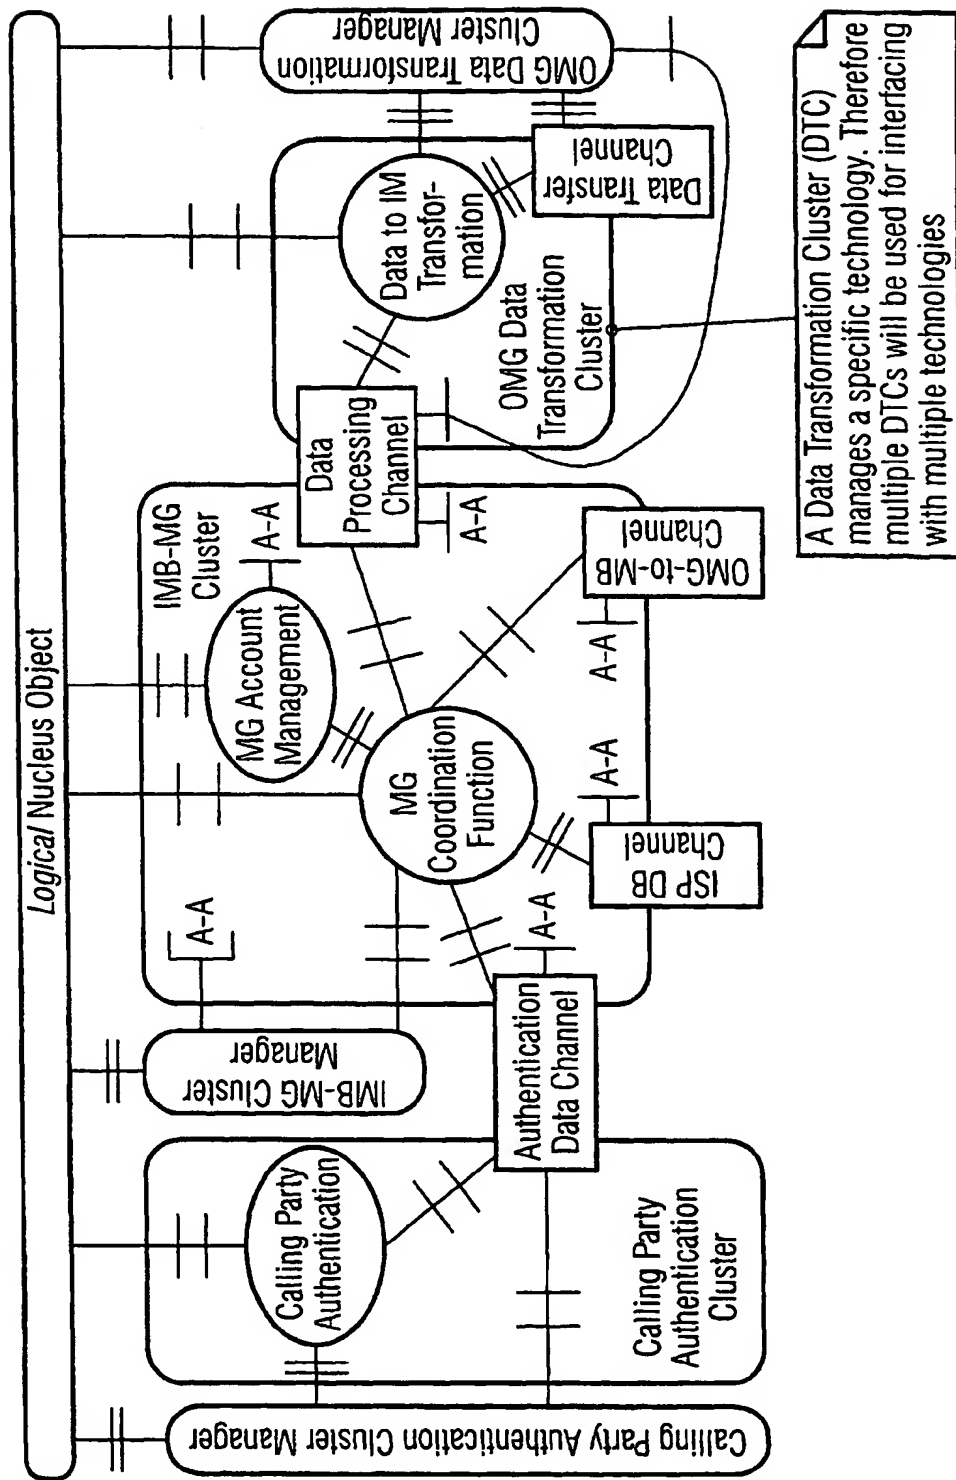 Logical Nucleus Object
Calling Party Authentication Cluster Manager
Calling Party
Authentication
Calling Party
Authentication
Cluster
Authentication
Data Channel
IMB-MG Cluster
Manager
A-A
A-A
IMB-MG
Cluster
A-A
MG Account
Management
MG
Coordination
Function
ISP DB
Channel
A-A
OMG-to-MB
Channel
A-A
Data
Processing
Channel
A-A
Data to IM
Transfor-
mation
OMG Data
Transformation
Cluster
Data Transfer
Channel
OMG Data Transformation
Cluster Manager
A Data Transformation Cluster (DTC)
manages a specific technology. Therefore
multiple DTCs will be used for interfacing
with multiple technologies